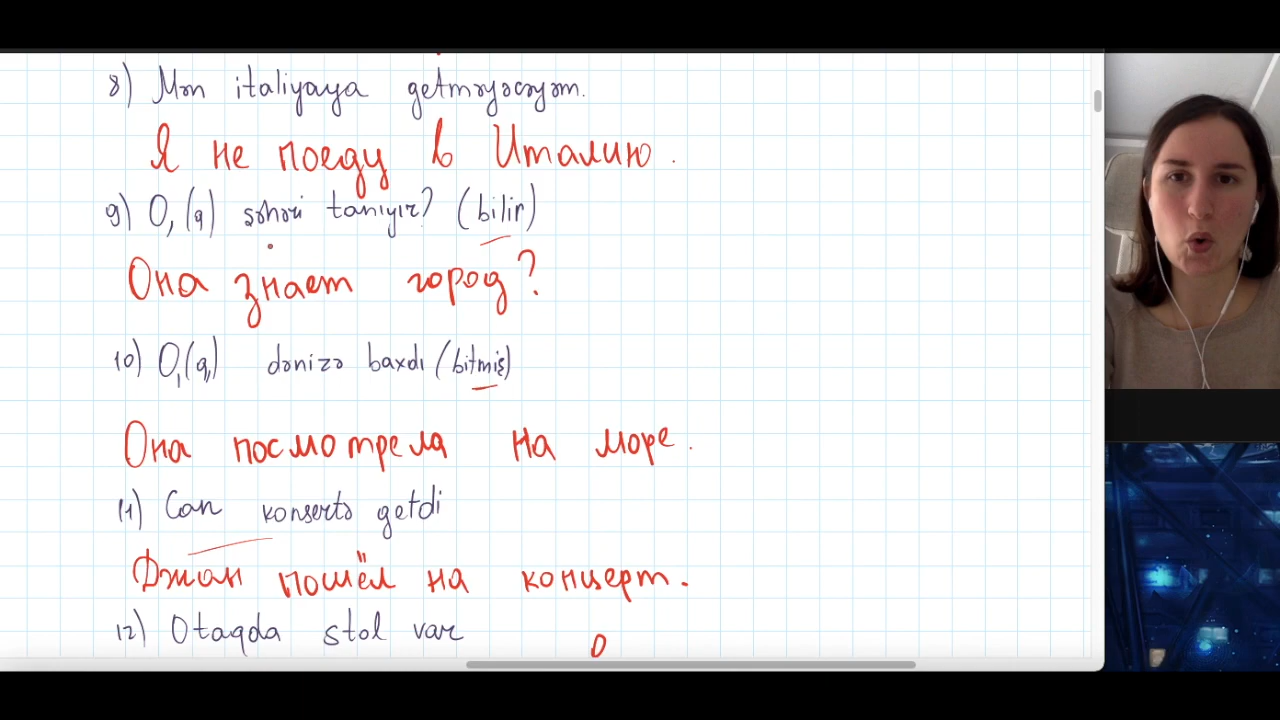 8) Mən italiyaya getməyəcəyəm.
Я не поеду в Италию.
9) O, (q) şəhəri tanıyır? (bilir)
Она знает город?
10) O, (q) dənizə baxdı (bitmiş)
Она посмотрела на море.
11) Can konsertə getdi
Джан пошёл на концерт.
12) Otaqda stol var